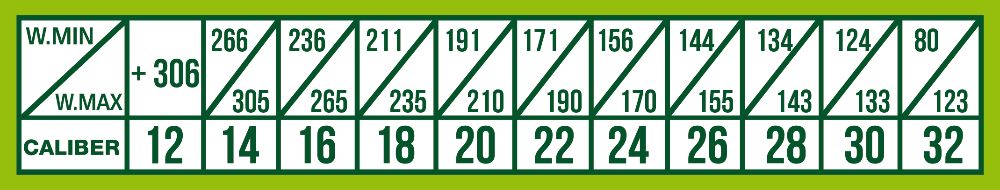 W.MIN 266 236 211 191 171 156 144 134 124 80
+ 306
W.MAX 305 265 235 210 190 170 155 143 133 123
CALIBER 12 14 16 18 20 22 24 26 28 30 32